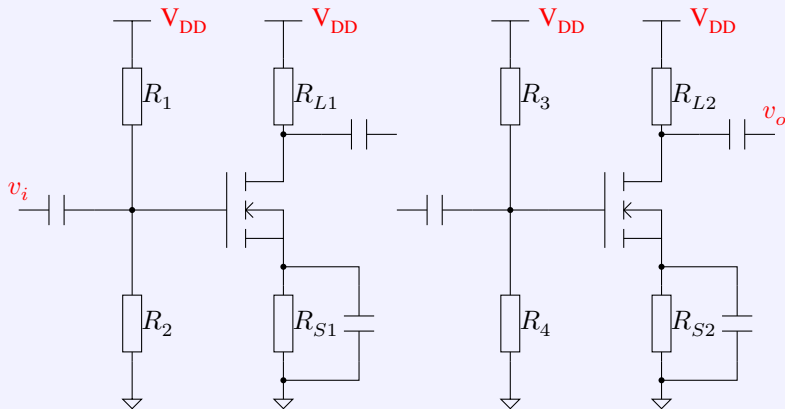 V_DD V_DD V_DD V_DD
R_1 R_L1 R_3 R_L2
v_o
v_i
R_2 R_S1 R_4 R_S2